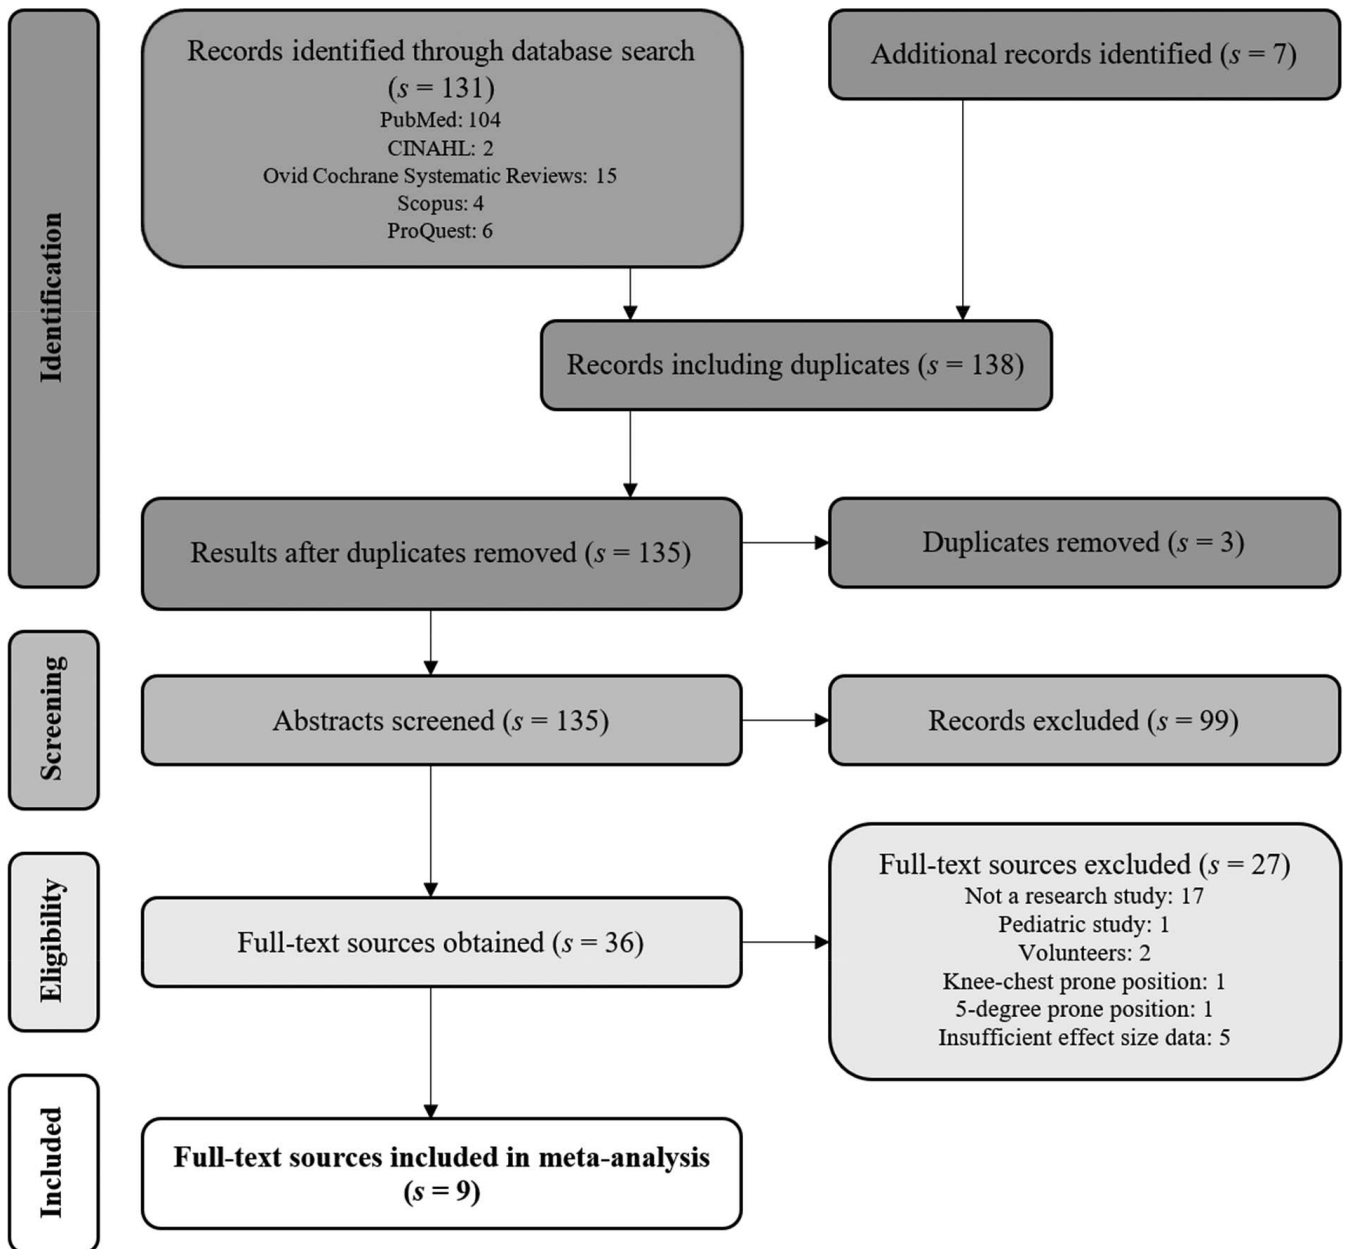 Identification
Records identified through database search
(s = 131)
PubMed: 104
CINAHL: 2
Ovid Cochrane Systematic Reviews: 15
Scopus: 4
ProQuest: 6
Additional records identified (s = 7)
Records including duplicates (s = 138)
Results after duplicates removed (s = 135)
Duplicates removed (s = 3)
Screening
Abstracts screened (s = 135)
Records excluded (s = 99)
Eligibility
Full-text sources obtained (s = 36)
Full-text sources excluded (s = 27)
Not a research study: 17
Pediatric study: 1
Volunteers: 2
Knee-chest prone position: 1
5-degree prone position: 1
Insufficient effect size data: 5
Included
Full-text sources included in meta-analysis
(s = 9)